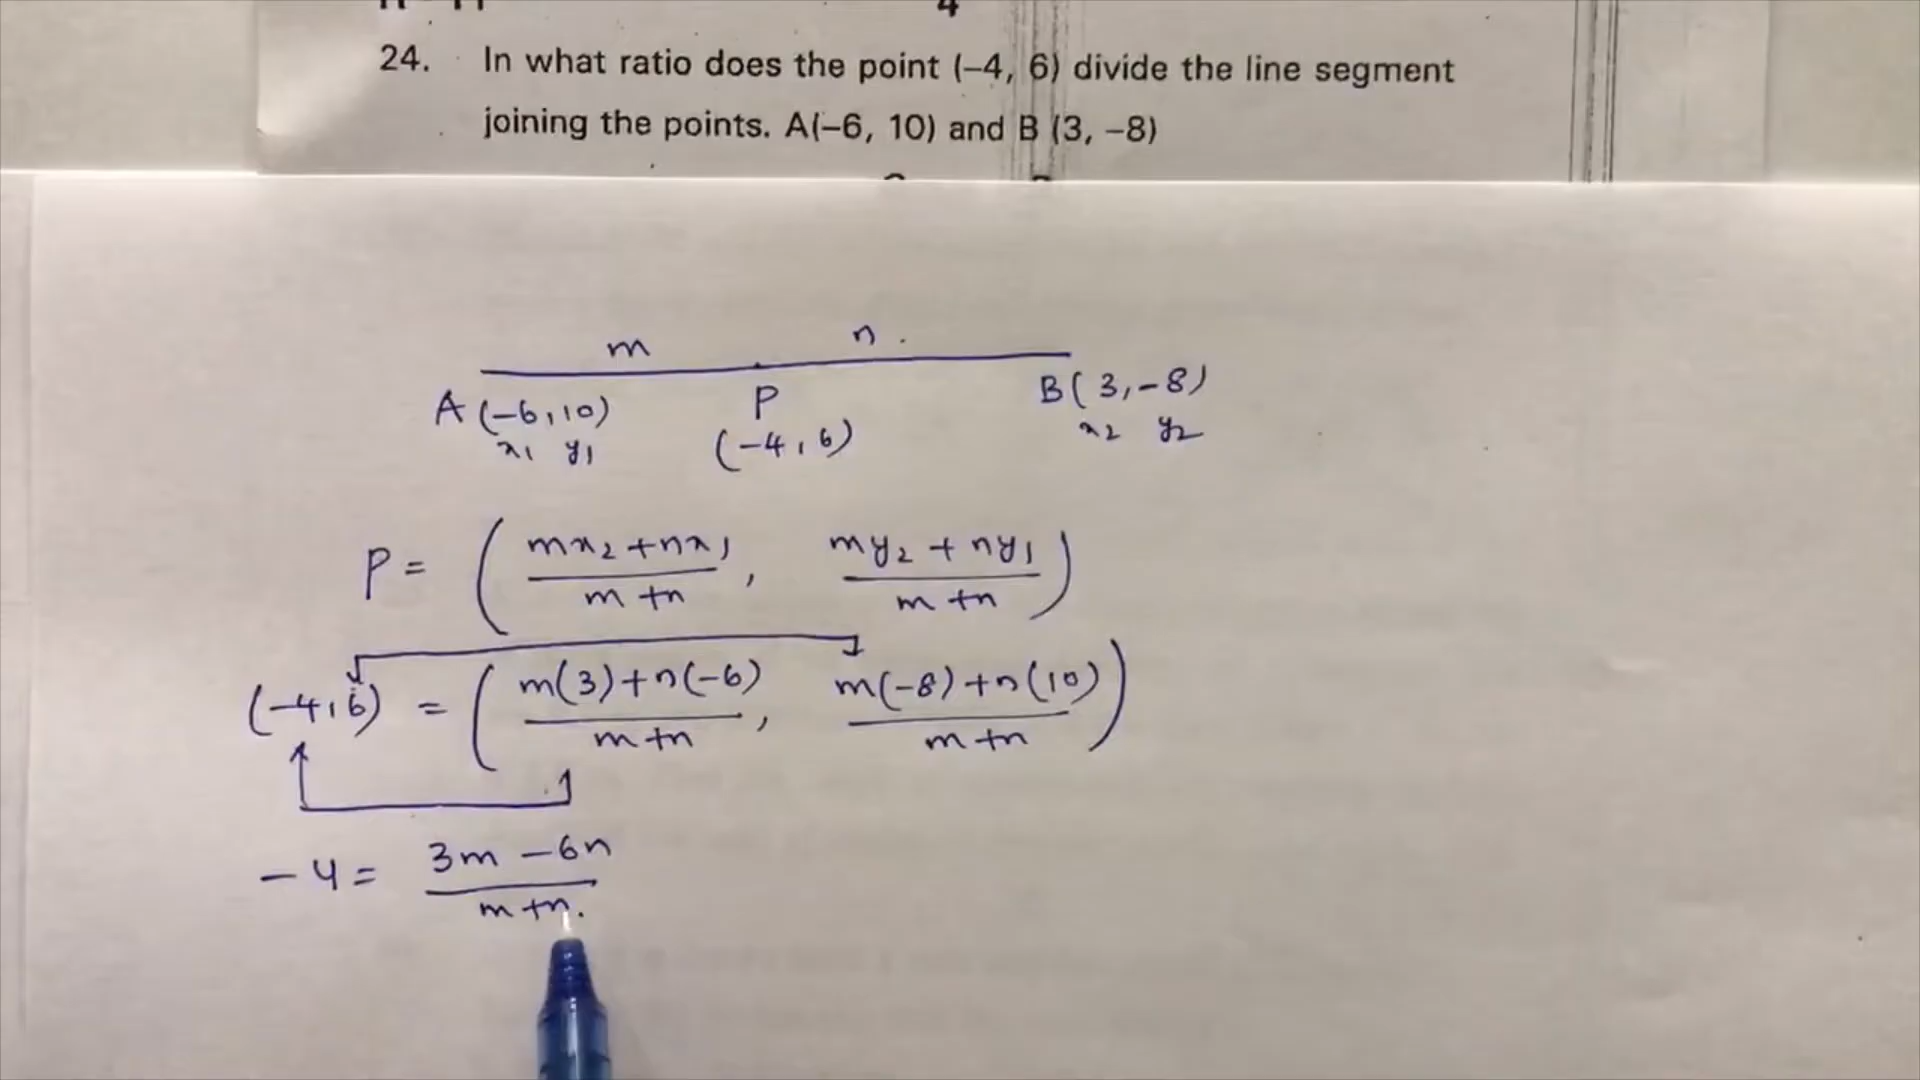 4
24. In what ratio does the point (–4, 6) divide the line segment
joining the points. A(–6, 10) and B (3, –8)
m n.
A (-6, 10) P B( 3, -8)
x1 y1 (-4, 6) x2 y2
P = ( mx2 + nx1 / m+n , my2 + ny1 / m+n )
(-4, 6) = ( m(3)+n(-6) / m+n , m(-8)+n(10) / m+n )
-4 = 3m - 6n / m+n.